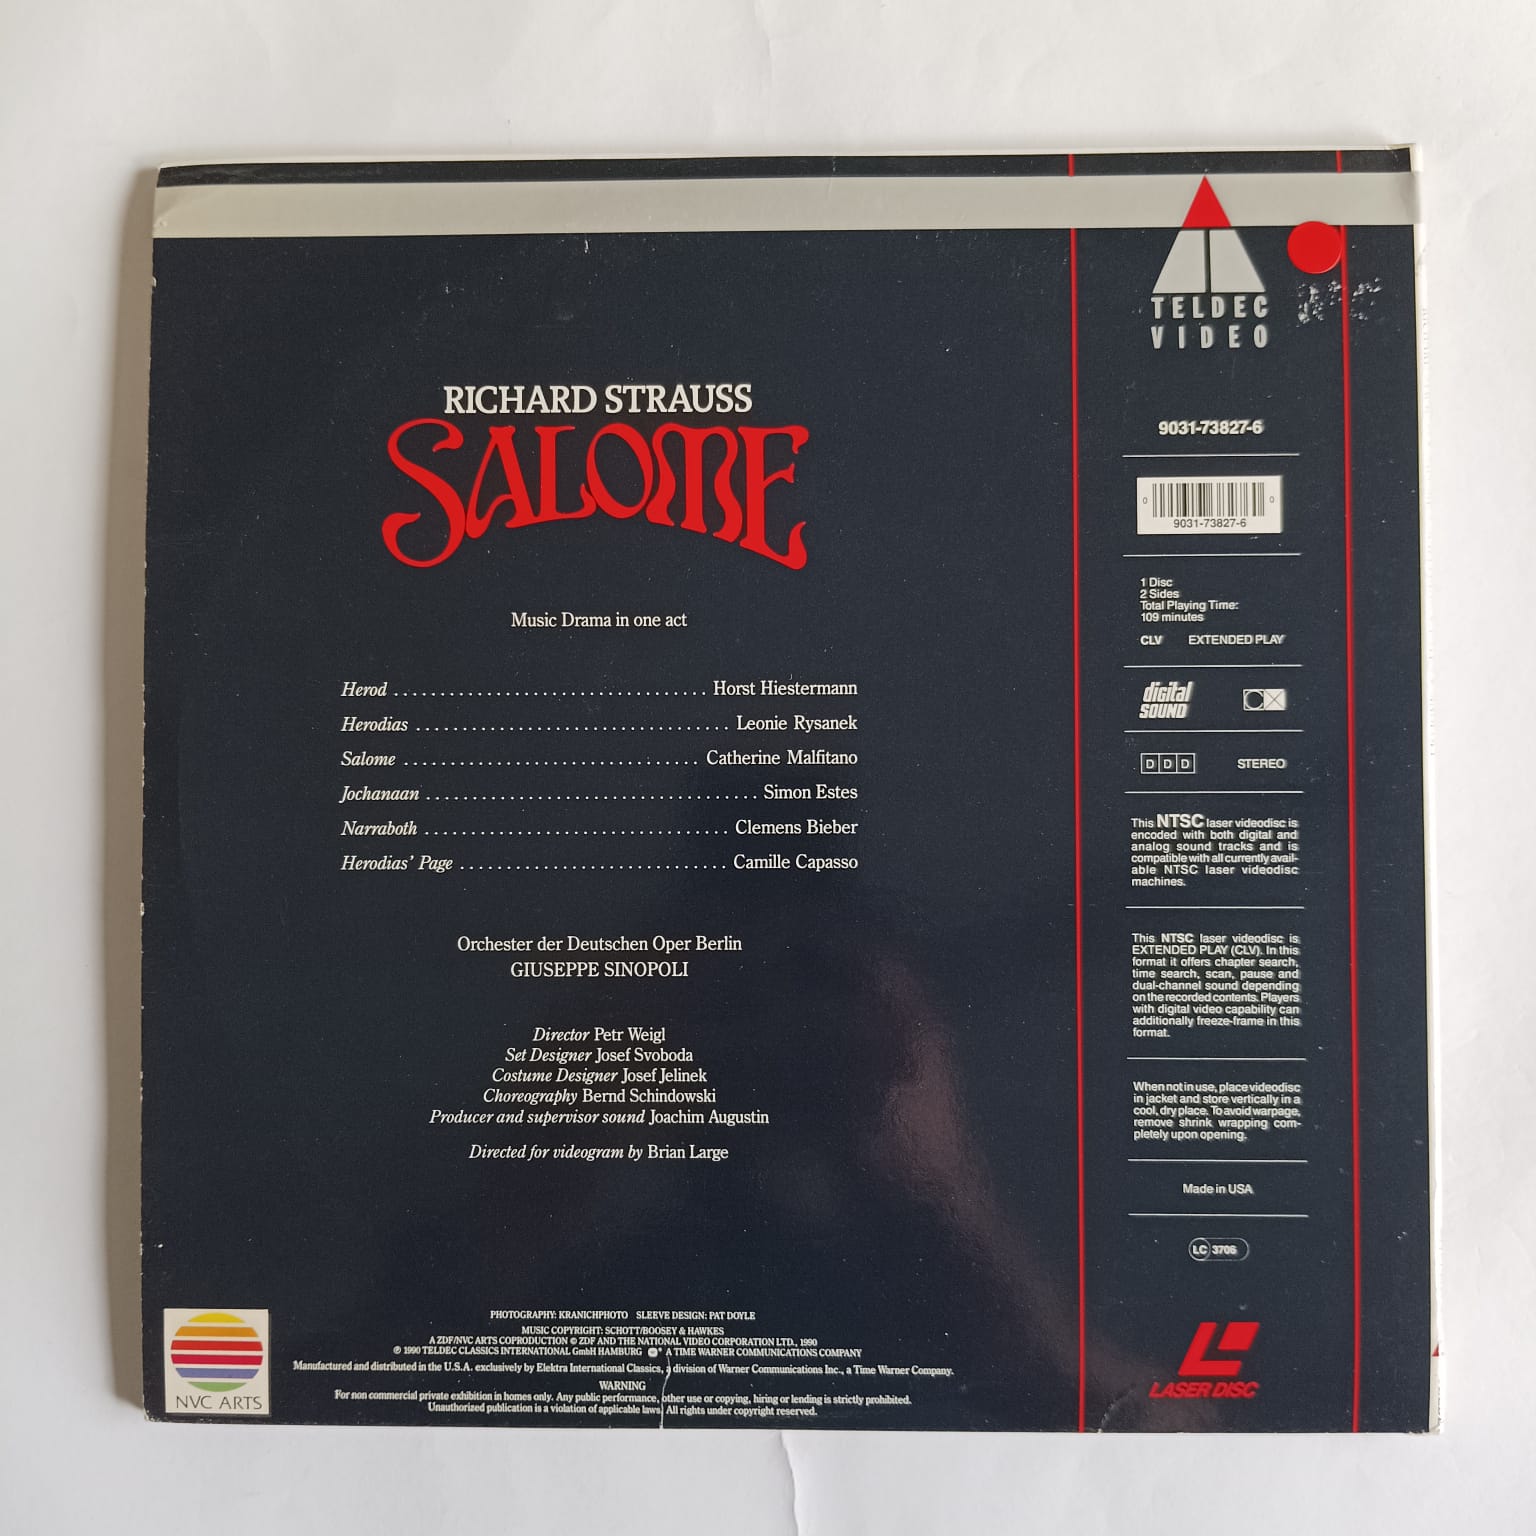 RICHARD STRAUSS
SALOME
Music Drama in one act
Herod .................................. Horst Hiestermann
Herodias .................................. Leonie Rysanek
Salome ................................ Catherine Malfitano
Jochanaan .................................... Simon Estes
Narraboth ................................. Clemens Bieber
Herodias' Page ............................. Camille Capasso
Orchester der Deutschen Oper Berlin
GIUSEPPE SINOPOLI
Director Petr Weigl
Set Designer Josef Svoboda
Costume Designer Josef Jelinek
Choreography Bernd Schindowski
Producer and supervisor sound Joachim Augustin
Directed for videogram by Brian Large
NVC ARTS
PHOTOGRAPHY: KRANICHPHOTO SLEEVE DESIGN: PAT DOYLE
MUSIC COPYRIGHT: SCHOTT/BOOSEY & HAWKES
A ZDF/NVC ARTS COPRODUCTION © ZDF AND THE NATIONAL VIDEO CORPORATION LTD., 1990
℗ 1990 TELDEC CLASSICS INTERNATIONAL GmbH HAMBURG A TIME WARNER COMMUNICATIONS COMPANY
Manufactured and distributed in the U.S.A. exclusively by Elektra International Classics, a division of Warner Communications Inc., a Time Warner Company.
WARNING
For non commercial private exhibition in homes only. Any public performance, other use or copying, hiring or lending is strictly prohibited.
Unauthorized publication is a violation of applicable laws. All rights under copyright reserved.
TELDEC
VIDEO
9031-73827-6
0 0
9031-73827-6
1 Disc
2 Sides
Total Playing Time:
109 minutes
CLV EXTENDED PLAY
digital
SOUND
CX
D D D STEREO
This NTSC laser videodisc is
encoded with both digital and
analog sound tracks and is
compatible with all currently avail-
able NTSC laser videodisc
machines.
This NTSC laser videodisc is
EXTENDED PLAY (CLV). In this
format it offers chapter search,
time search, scan, pause and
dual-channel sound depending
on the recorded contents. Players
with digital video capability can
additionally freeze-frame in this
format.
When not in use, place videodisc
in jacket and store vertically in a
cool, dry place. To avoid warpage,
remove shrink wrapping com-
pletely upon opening.
Made in USA
LC 3706
LASER DISC